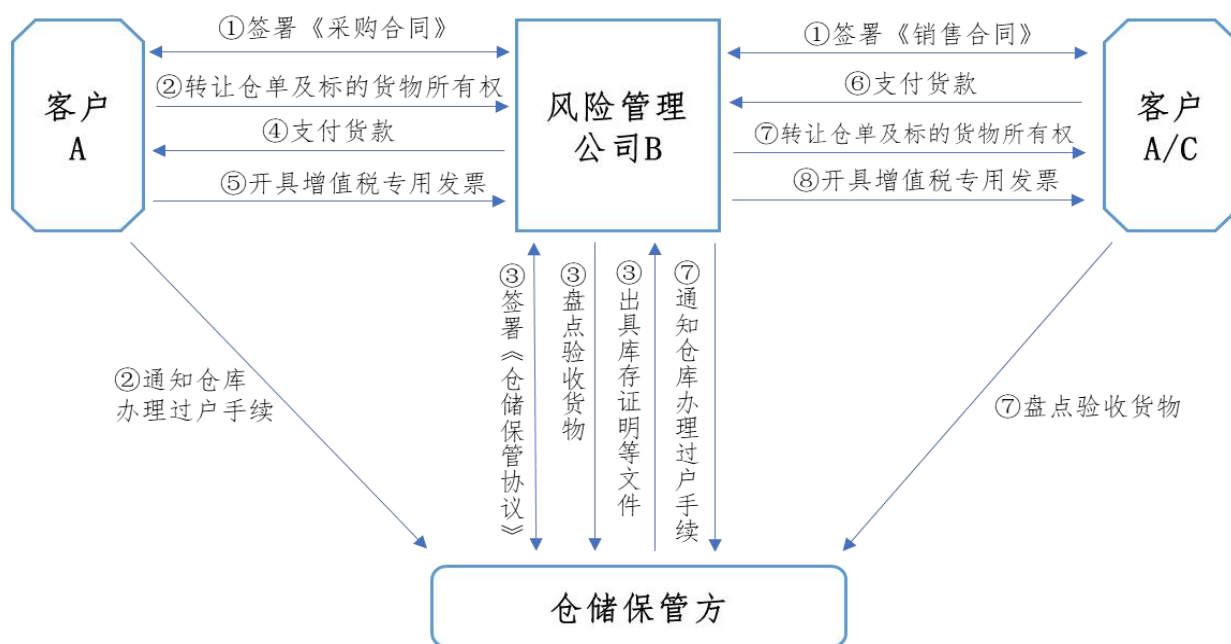 ①签署《采购合同》
①签署《销售合同》
②转让仓单及标的货物所有权
⑥支付货款
客户
A
风险管理
公司B
客户
A/C
④支付货款
⑦转让仓单及标的货物所有权
⑤开具增值税专用发票
⑧开具增值税专用发票
③签署《仓储保管协议》
③盘点验收货物
③出具库存证明等文件
⑦通知仓库办理过户手续
②通知仓库
办理过户手续
⑦盘点验收货物
仓储保管方